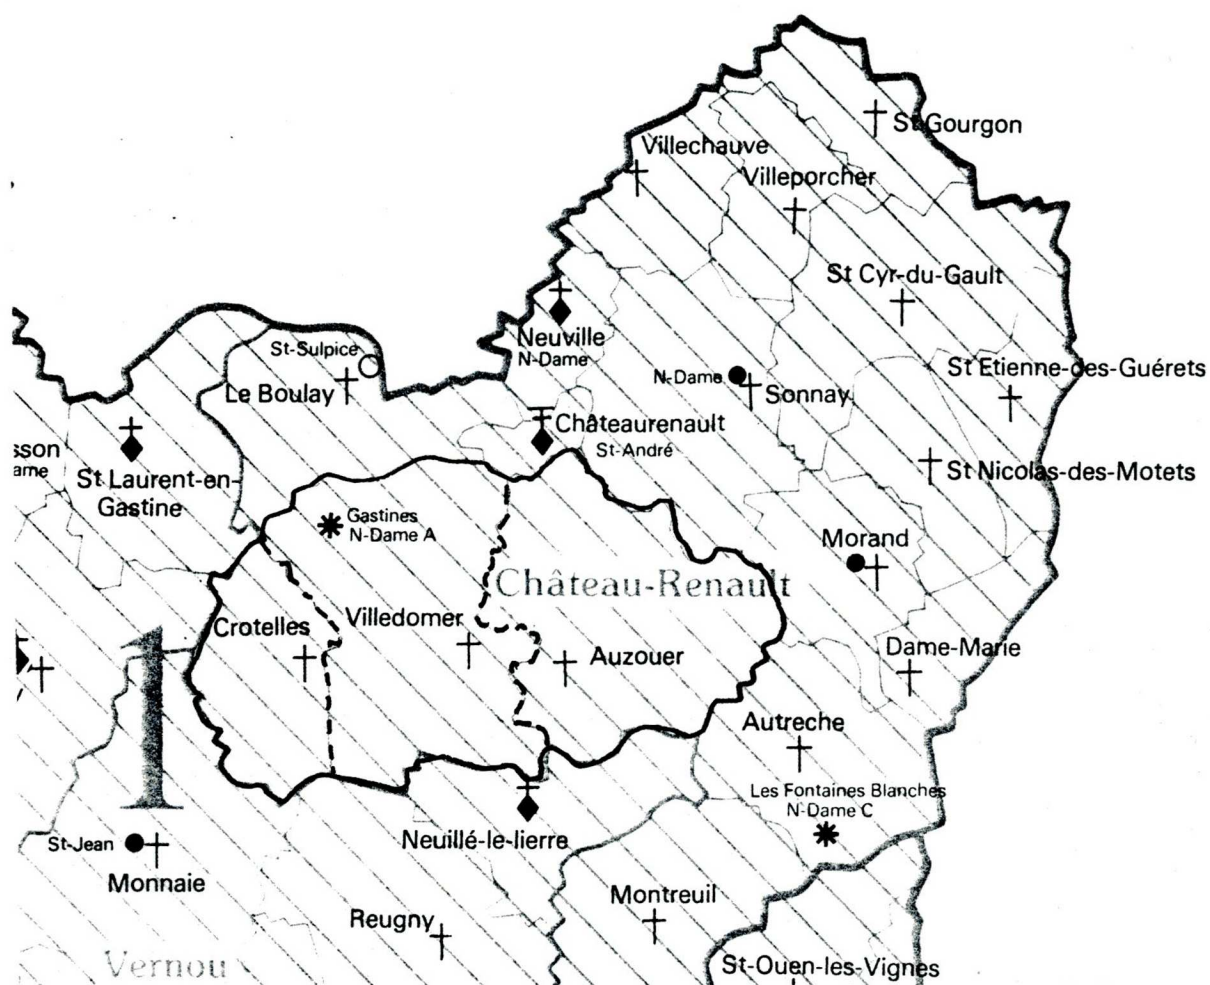 St Gourgon
Villechauve
Villeporcher
St Cyr-du-Gault
Neuville
N-Dame
St-Sulpice
Le Boulay
St Etienne-des-Guérets
N-Dame
Sonnay
Châteaurenault
St-André
sson
ame
St Laurent-en-
Gastine
St Nicolas-des-Motets
Gastines
N-Dame A
Morand
Château-Renault
Crotelles
Villedomer
Auzouer
Dame-Marie
1
Autreche
Les Fontaines Blanches
N-Dame C
St-Jean
Monnaie
Neuillé-le-lierre
Montreuil
Reugny
Vernou
St-Ouen-les-Vignes